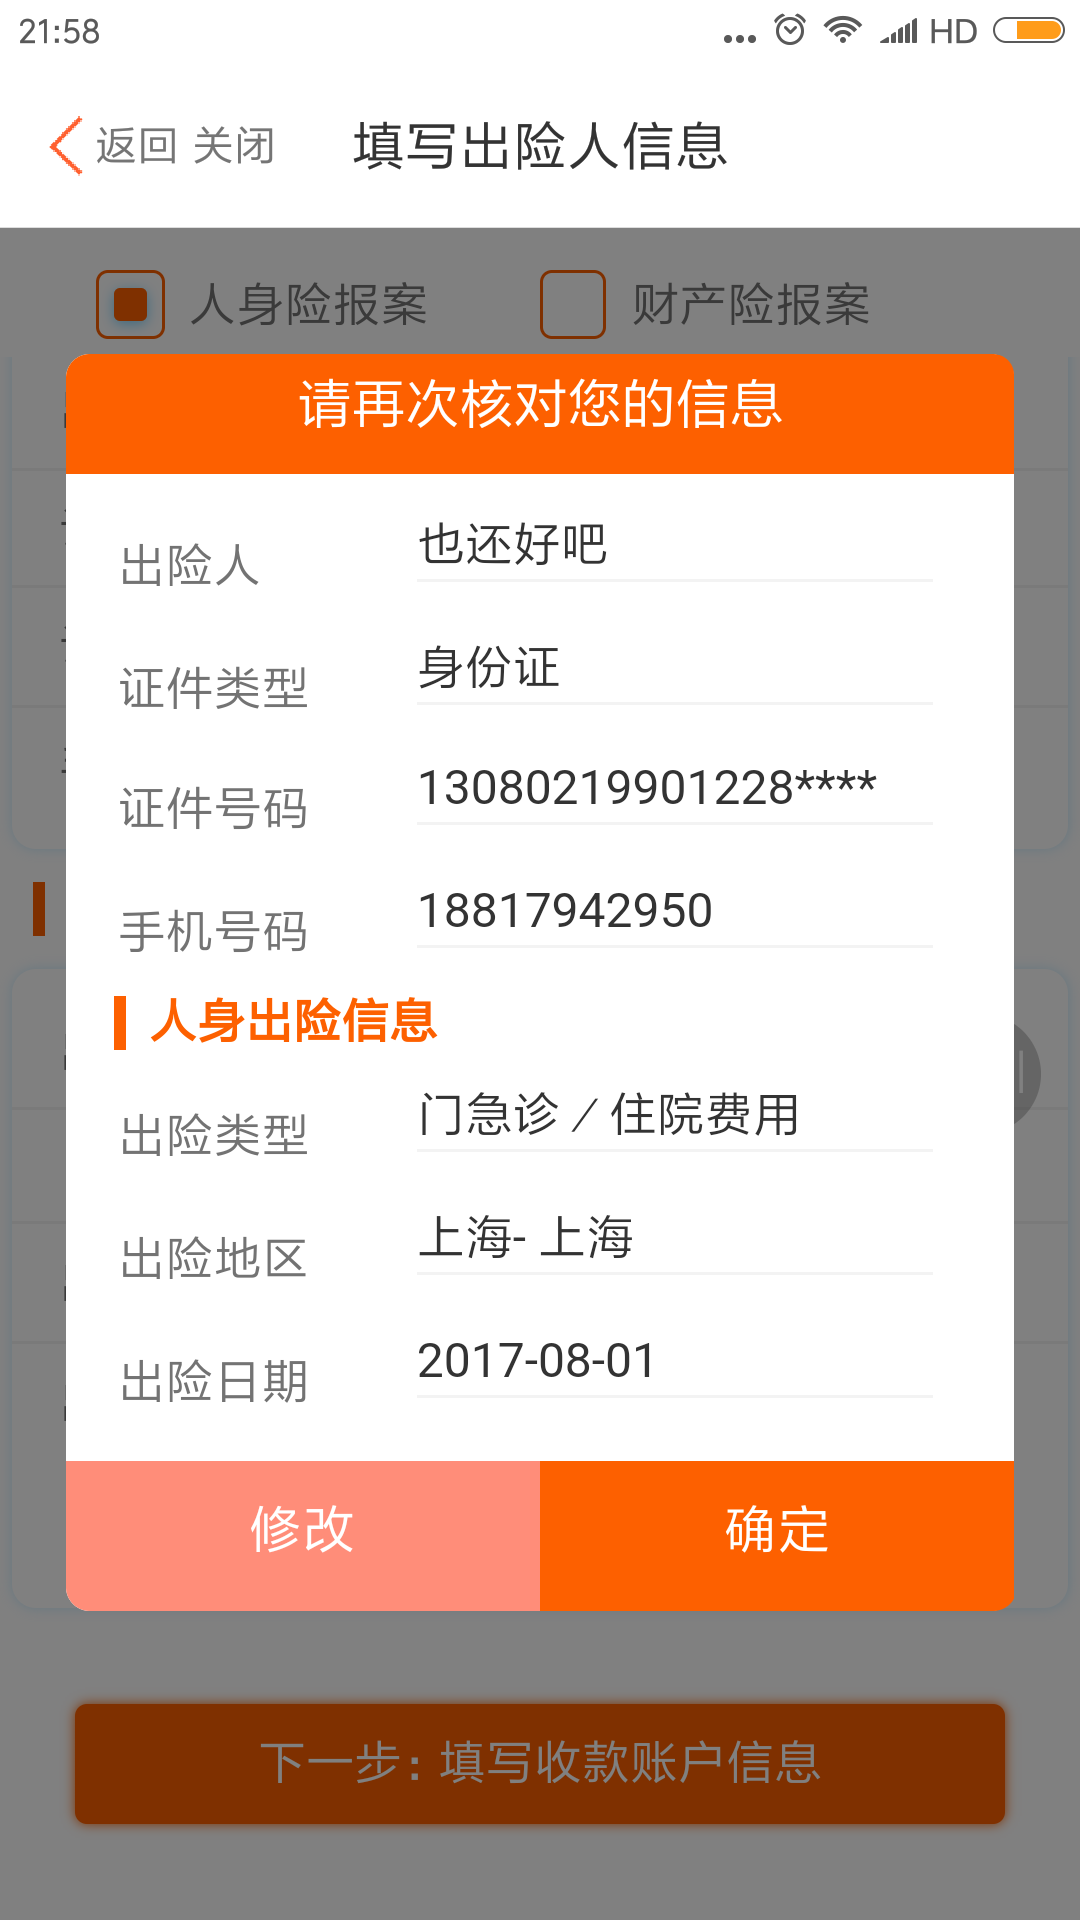 21:58
HD
返回 关闭
填写出险人信息
人身险报案
财产险报案
请再次核对您的信息
出险人
也还好吧
证件类型
身份证
证件号码
13080219901228****
手机号码
18817942950
人身出险信息
出险类型
门急诊／住院费用
出险地区
上海- 上海
出险日期
2017-08-01
修改
确定
下一步：填写收款账户信息